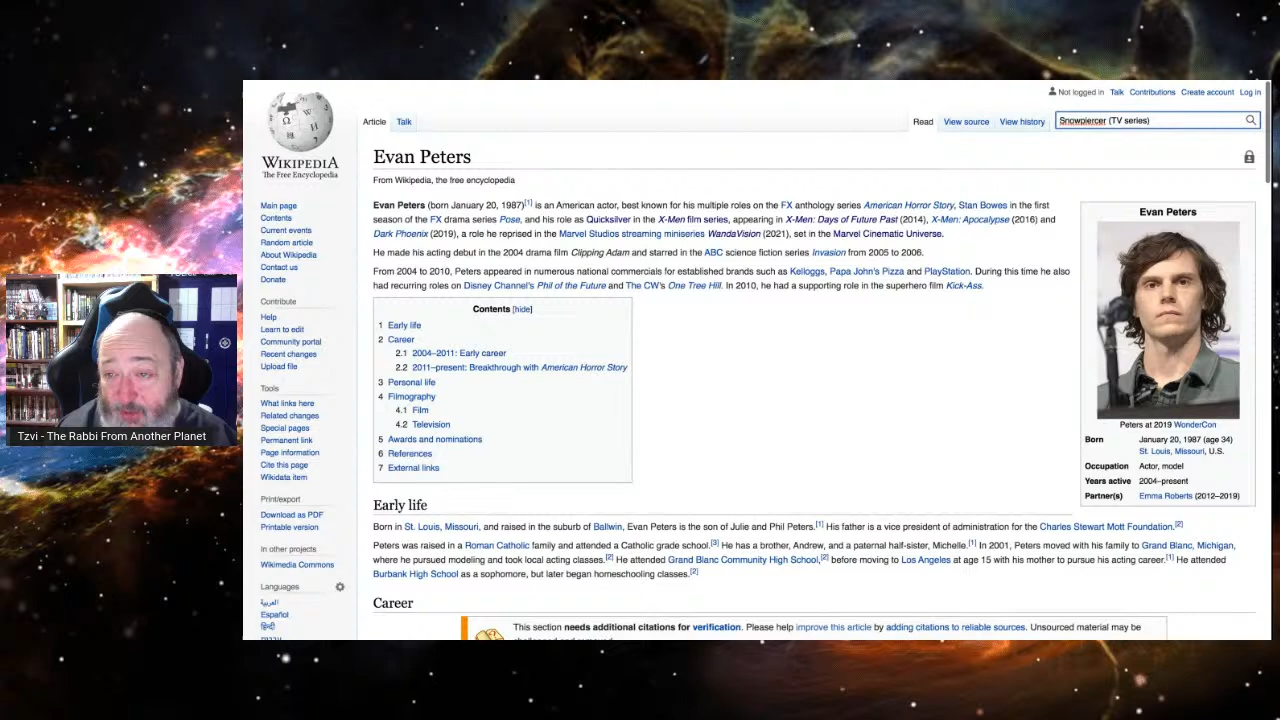 Not logged in Talk Contributions Create account Log in
Article Talk Read View source View history Snowpiercer (TV series)
WIKIPEDIA
The Free Encyclopedia
Main page
Contents
Current events
Random article
About Wikipedia
Contact us
Donate
Contribute
Help
Learn to edit
Community portal
Recent changes
Upload file
Tools
What links here
Related changes
Special pages
Permanent link
Page information
Cite this page
Wikidata item
Print/export
Download as PDF
Printable version
In other projects
Wikimedia Commons
Languages
العربية
Español
हिन्दी
Evan Peters
From Wikipedia, the free encyclopedia
Evan Peters (born January 20, 1987)[1] is an American actor, best known for his multiple roles on the FX anthology series American Horror Story, Stan Bowes in the first
season of the FX drama series Pose, and his role as Quicksilver in the X-Men film series, appearing in X-Men: Days of Future Past (2014), X-Men: Apocalypse (2016) and
Dark Phoenix (2019), a role he reprised in the Marvel Studios streaming miniseries WandaVision (2021), set in the Marvel Cinematic Universe.
He made his acting debut in the 2004 drama film Clipping Adam and starred in the ABC science fiction series Invasion from 2005 to 2006.
From 2004 to 2010, Peters appeared in numerous national commercials for established brands such as Kelloggs, Papa John's Pizza and PlayStation. During this time he also
had recurring roles on Disney Channel's Phil of the Future and The CW's One Tree Hill. In 2010, he had a supporting role in the superhero film Kick-Ass.
Contents [hide]
1 Early life
2 Career
2.1 2004–2011: Early career
2.2 2011–present: Breakthrough with American Horror Story
3 Personal life
4 Filmography
4.1 Film
4.2 Television
5 Awards and nominations
6 References
7 External links
Evan Peters
Peters at 2019 WonderCon
Born January 20, 1987 (age 34)
St. Louis, Missouri, U.S.
Occupation Actor, model
Years active 2004–present
Partner(s) Emma Roberts (2012–2019)
Early life
Born in St. Louis, Missouri, and raised in the suburb of Ballwin, Evan Peters is the son of Julie and Phil Peters.[1] His father is a vice president of administration for the Charles Stewart Mott Foundation.[2]
Peters was raised in a Roman Catholic family and attended a Catholic grade school.[3] He has a brother, Andrew, and a paternal half-sister, Michelle.[1] In 2001, Peters moved with his family to Grand Blanc, Michigan,
where he pursued modeling and took local acting classes.[2] He attended Grand Blanc Community High School,[2] before moving to Los Angeles at age 15 with his mother to pursue his acting career.[1] He attended
Burbank High School as a sophomore, but later began homeschooling classes.[2]
Career
This section needs additional citations for verification. Please help improve this article by adding citations to reliable sources. Unsourced material may be
Tzvi - The Rabbi From Another Planet